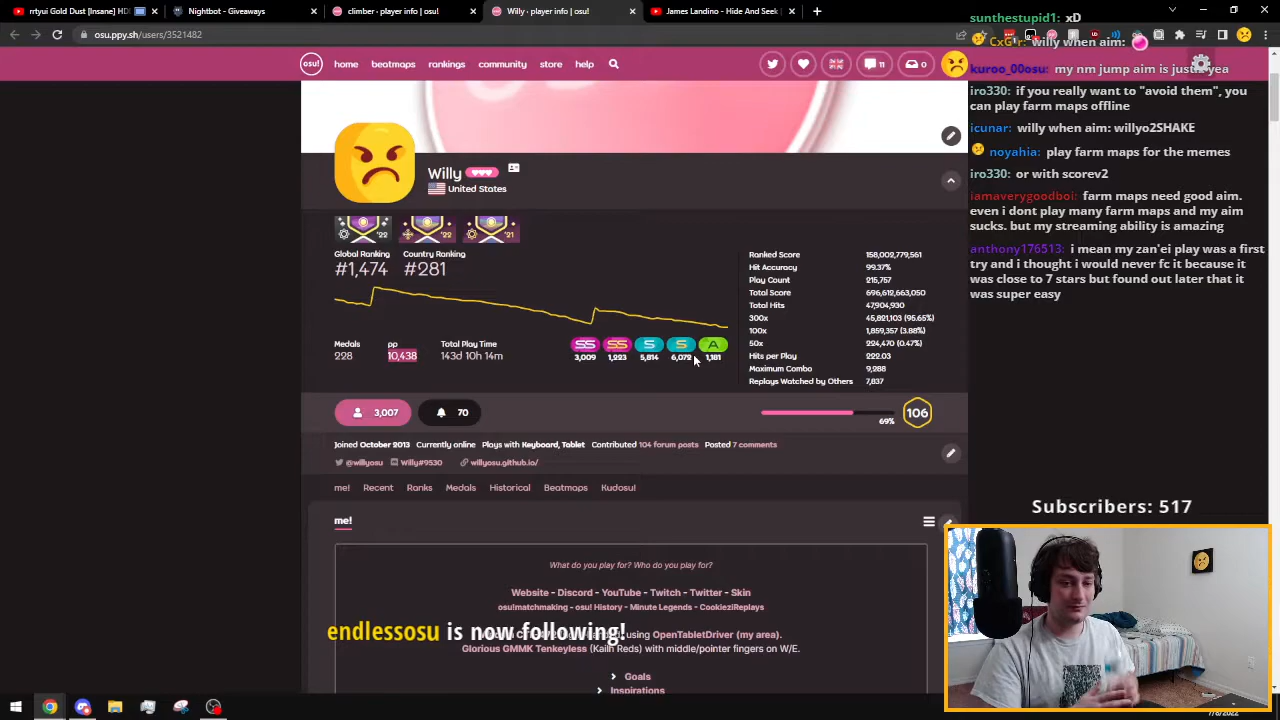 rrtyui Gold Dust [Insane] HD
Nightbot - Giveaways
climber · player info | osu!
Willy · player info | osu!
James Landino - Hide And Seek
osu.ppy.sh/users/3521482
osu!
home
beatmaps
rankings
community
store
help
11
0
Willy
United States
'22
'22
'21
Global Ranking
#1,474
Country Ranking
#281
Medals
228
pp
10,438
Total Play Time
143d 10h 14m
SS
3,009
SS
1,223
S
5,814
S
6,072
A
1,181
Ranked Score 158,002,779,561
Hit Accuracy 99.37%
Play Count 215,757
Total Score 696,612,663,050
Total Hits 47,904,930
300x 45,821,103 (95.65%)
100x 1,859,357 (3.88%)
50x 224,470 (0.47%)
Hits per Play 222.03
Maximum Combo 9,288
Replays Watched by Others 7,837
3,007
70
69%
106
Joined October 2013 Currently online Plays with Keyboard, Tablet Contributed 104 forum posts Posted 7 comments
@willyosu Willy#9530 willyosu.github.io/
me! Recent Ranks Medals Historical Beatmaps Kudosu!
me!
What do you play for? Who do you play for?
Website - Discord - YouTube - Twitch - Twitter - Skin
osu!matchmaking - osu! History - Minute Legends - CookieziReplays
using OpenTabletDriver (my area).
endlessosu is now following!
Glorious GMMK Tenkeyless (Kailh Reds) with middle/pointer fingers on W/E.
Goals
Inspirations
sunthestupid1: xD
willy when aim:
kuroo_00osu: my nm jump aim is just yea
iro330: if you really want to "avoid them", you
can play farm maps offline
icunar: willy when aim: willyo2SHAKE
noyahia: play farm maps for the memes
iro330: or with scorev2
iamaverygoodboi: farm maps need good aim.
even i dont play many farm maps and my aim
sucks. but my streaming ability is amazing
anthony176513: i mean my zan'ei play was a first
try and i thought i would never fc it because it
was close to 7 stars but found out later that it
was super easy
Subscribers: 517